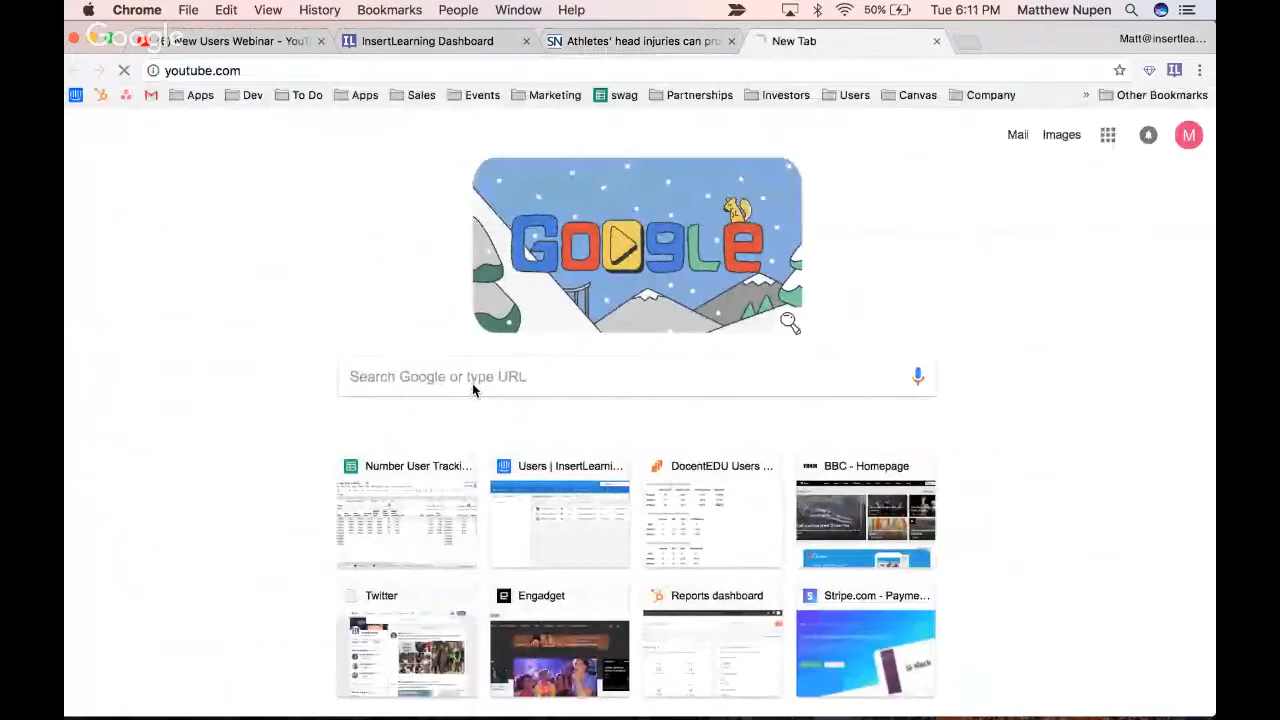 Chrome File Edit View History Bookmarks People Window Help 50% Tue 6:11 PM Matthew Nupen
Google
New Users Webinar - YouT × InsertLearning Dashboard × Athletes' head injuries can pro × New Tab × Matt@insertlea...
youtube.com
Apps Dev To Do Apps Sales Events Marketing swag Partnerships Investors Users Canvas Company » Other Bookmarks
Mail Images M
Google
Search Google or type URL
Number User Tracki... Users | InsertLearni... DocentEDU Users ... BBC - Homepage
Twitter Engadget Reports dashboard Stripe.com - Payme...
slack